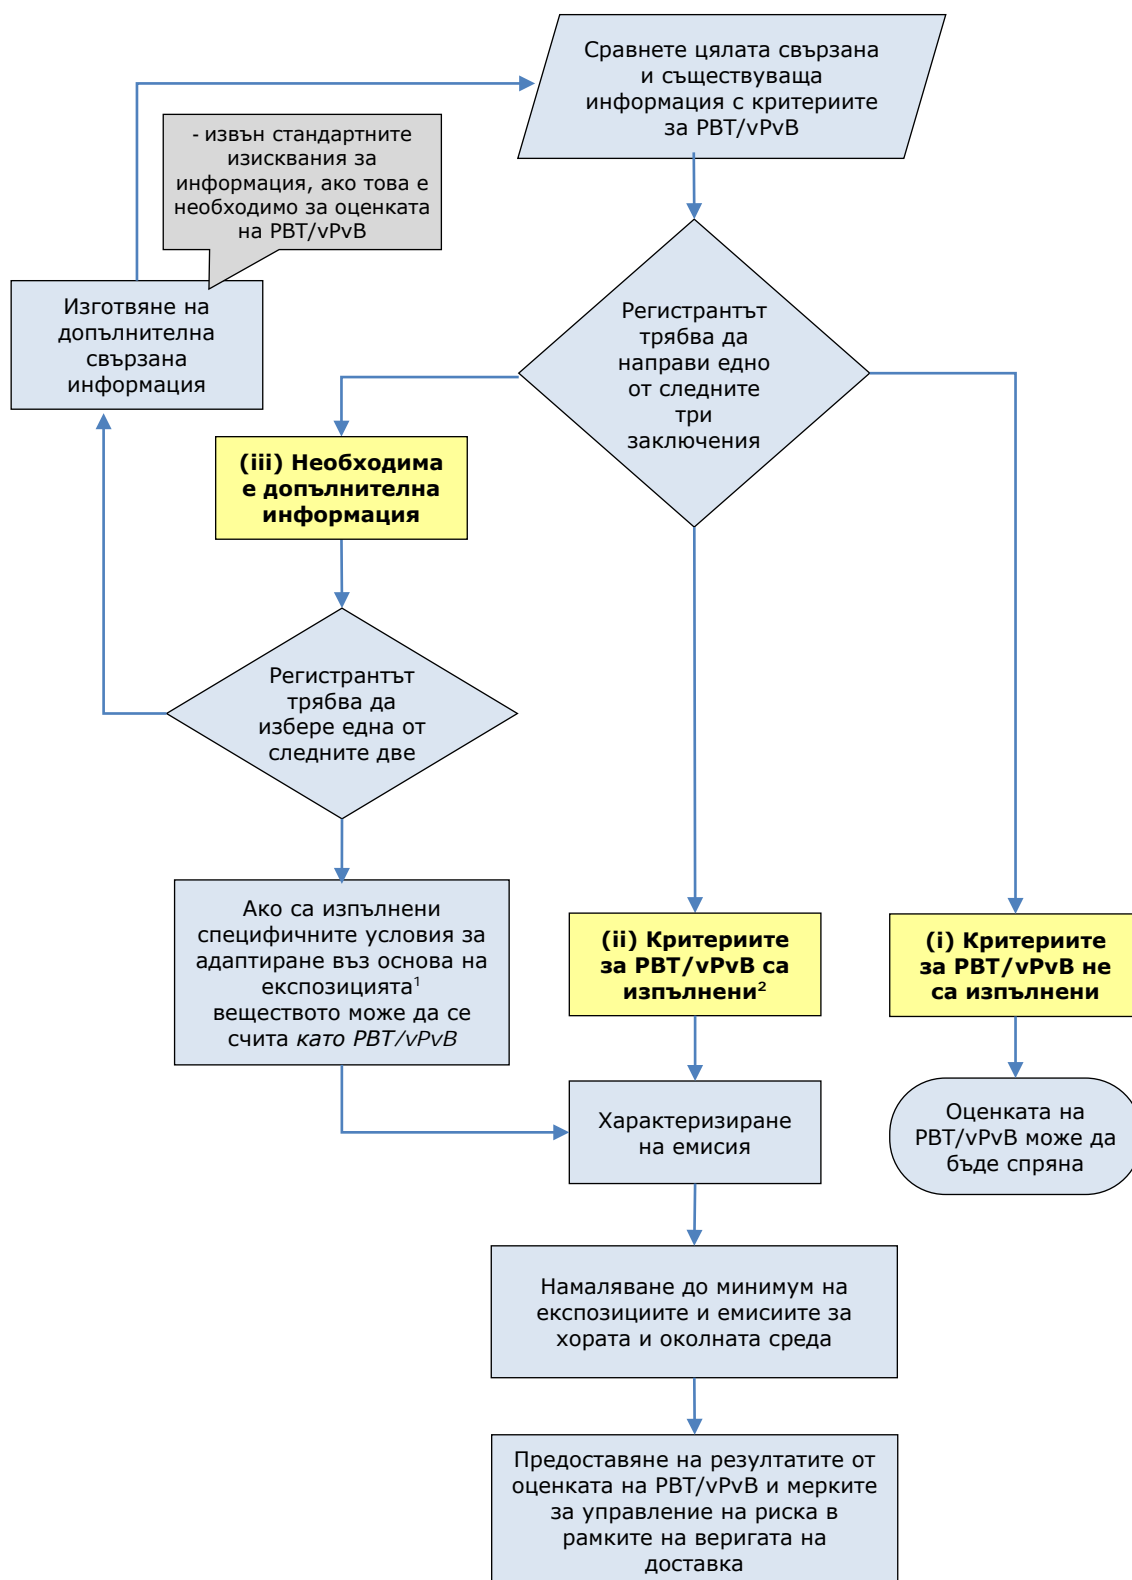 Сравнете цялата свързана
и съществуваща
информация с критериите
за PBT/vPvB
- извън стандартните
изисквания за
информация, ако това е
необходимо за оценката
на PBT/vPvB
Изготвяне на
допълнителна
свързана
информация
Регистрантът
трябва да
направи едно
от следните
три
заключения
(iii) Необходима
е допълнителна
информация
Регистрантът
трябва да
избере една от
следните две
Ако са изпълнени
специфичните условия за
адаптиране въз основа на
експозицията¹
веществото може да се
счита като PBT/vPvB
(ii) Критериите
за PBT/vPvB са
изпълнени²
(i) Критериите
за PBT/vPvB не
са изпълнени
Характеризиране
на емисия
Оценката на
PBT/vPvB може да
бъде спряна
Намаляване до минимум на
експозициите и емисиите за
хората и околната среда
Предоставяне на резултатите от
оценката на PBT/vPvB и мерките
за управление на риска в
рамките на веригата на
доставка